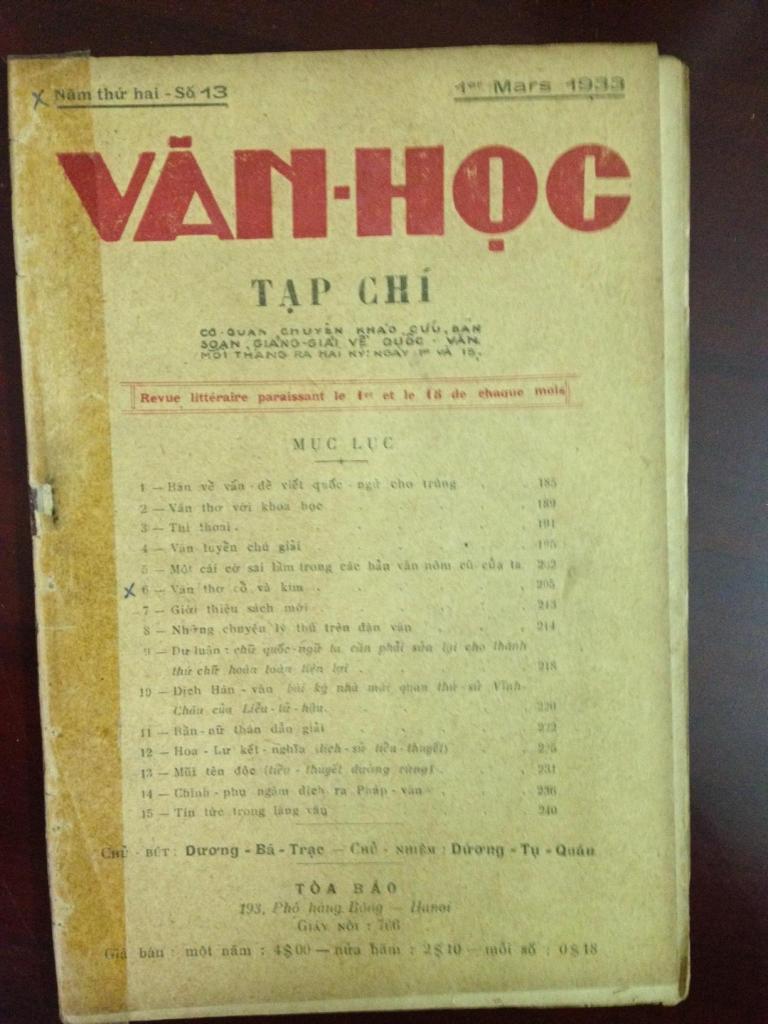 Năm thứ hai - Số 13
1er Mars 1933
VĂN-HỌC
TẠP CHÍ
CƠ QUAN CHUYÊN KHẢO CỨU, BÀN
SOẠN, GIẢNG-GIẢI VỀ QUỐC - VĂN.
MỖI THÁNG RA HAI KỲ: NGÀY 1er VÀ 15.
Revue littéraire paraissant le 1er et le 15 de chaque mois
MỤC LỤC
1 — Bàn về vấn-đề viết quốc-ngữ cho trúng . . 185
2 — Văn thơ với khoa học . . . . 189
3 — Thi thoại . . . . . 191
4 — Văn tuyển chú giải . . . . 195
5 — Một cái cớ sai lầm trong các bản văn nôm cũ của ta 202
6 — Văn thơ cổ và kim . . . . 205
7 — Giới thiệu sách mới . . . . 213
8 — Những chuyện lý thú trên đàn văn . . . 214
9 — Dư luận : chữ quốc-ngữ ta cần phải sửa lại cho thành
thứ chữ hoàn toàn tiện lợi . . . . 218
10 — Dịch Hán - văn bài ký nhà mới quan thứ-sử Vĩnh-
Châu của Liễu-tử-hậu. . . . . 220
11 — Bần-nữ thán dẫn giải . . . . 222
12 — Hoa - Lư kết-nghĩa (lịch-sử tiểu-thuyết) . . 225
13 — Mũi tên độc (tiểu-thuyết đường rừng) . . . 231
14 — Chinh-phụ ngâm dịch ra Pháp-văn . . . 236
15 — Tin tức trong làng văn . . . . 240
CHỦ - BÚT : Dương - Bá - Trạc — CHỦ - NHIỆM : Dương - Tụ - Quán
TÒA BÁO
193, Phố hàng Bông — Hanoi
GIÂY NÓI : 766
Giá bán : một năm : 4$00 — nửa năm : 2$10 — mỗi số : 0$18